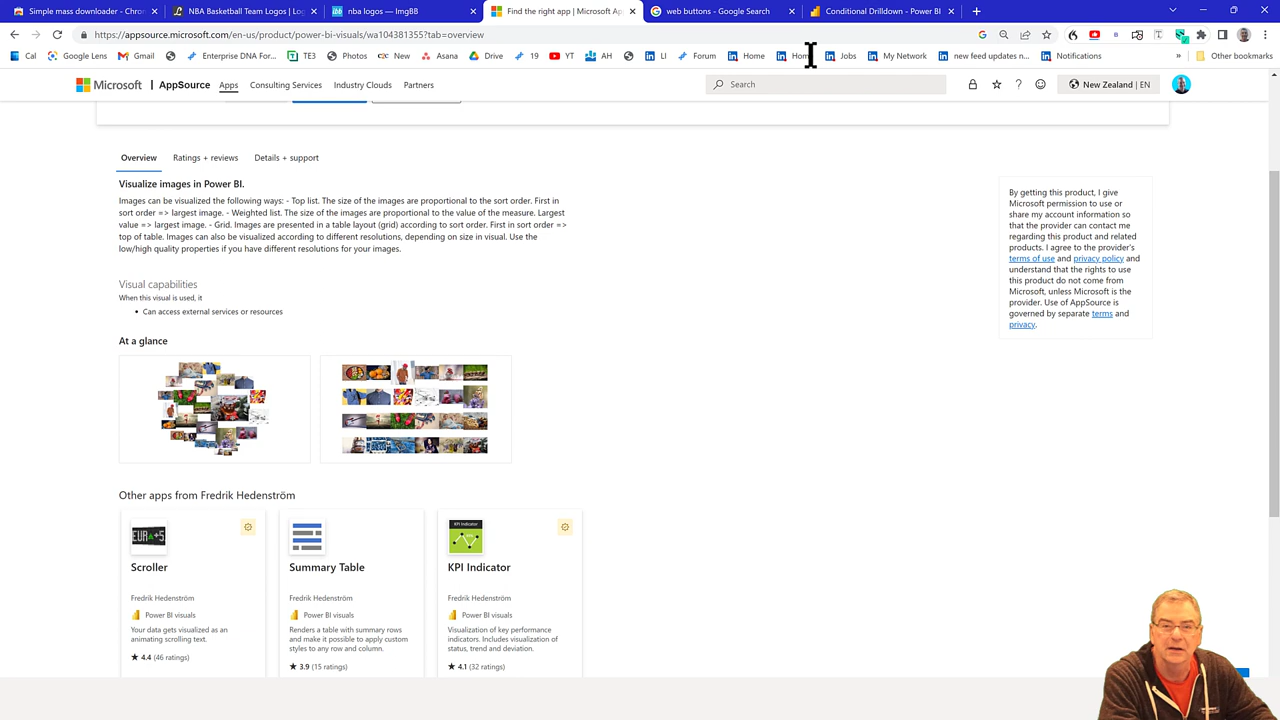 Simple mass downloader - Chrom
NBA Basketball Team Logos | Log
nba logos — ImgBB
Find the right app | Microsoft Ap
web buttons - Google Search
Conditional Drilldown - Power BI
https://appsource.microsoft.com/en-us/product/power-bi-visuals/wa104381355?tab=overview
Cal
Google Lens
Gmail
Enterprise DNA For...
TE3
Photos
New
Asana
Drive
19
YT
AH
LI
Forum
Home
Hom
Jobs
My Network
new feed updates n...
Notifications
»
Other bookmarks
Microsoft
AppSource
Apps
Consulting Services
Industry Clouds
Partners
Search
New Zealand | EN
Overview
Ratings + reviews
Details + support
Visualize images in Power BI.
Images can be visualized the following ways: - Top list. The size of the images are proportional to the sort order. First in
sort order => largest image. - Weighted list. The size of the images are proportional to the value of the measure. Largest
value => largest image. - Grid. Images are presented in a table layout (grid) according to sort order. First in sort order =>
top of table. Images can also be visualized according to different resolutions, depending on size in visual. Use the
low/high quality properties if you have different resolutions for your images.
By getting this product, I give
Microsoft permission to use or
share my account information so
that the provider can contact me
regarding this product and related
products. I agree to the provider's
terms of use and privacy policy and
understand that the rights to use
this product do not come from
Microsoft, unless Microsoft is the
provider. Use of AppSource is
governed by separate terms and
privacy.
Visual capabilities
When this visual is used, it
• Can access external services or resources
At a glance
Other apps from Fredrik Hedenström
EUR▲+5
Scroller
Fredrik Hedenström
Power BI visuals
Your data gets visualized as an
animating scrolling text.
★ 4.4 (46 ratings)
Summary Table
Fredrik Hedenström
Power BI visuals
Renders a table with summary rows
and make it possible to apply custom
styles to any row and column.
★ 3.9 (15 ratings)
KPI Indicator
KPI Indicator
Fredrik Hedenström
Power BI visuals
Visualization of key performance
indicators. Includes visualization of
status, trend and deviation.
★ 4.1 (32 ratings)